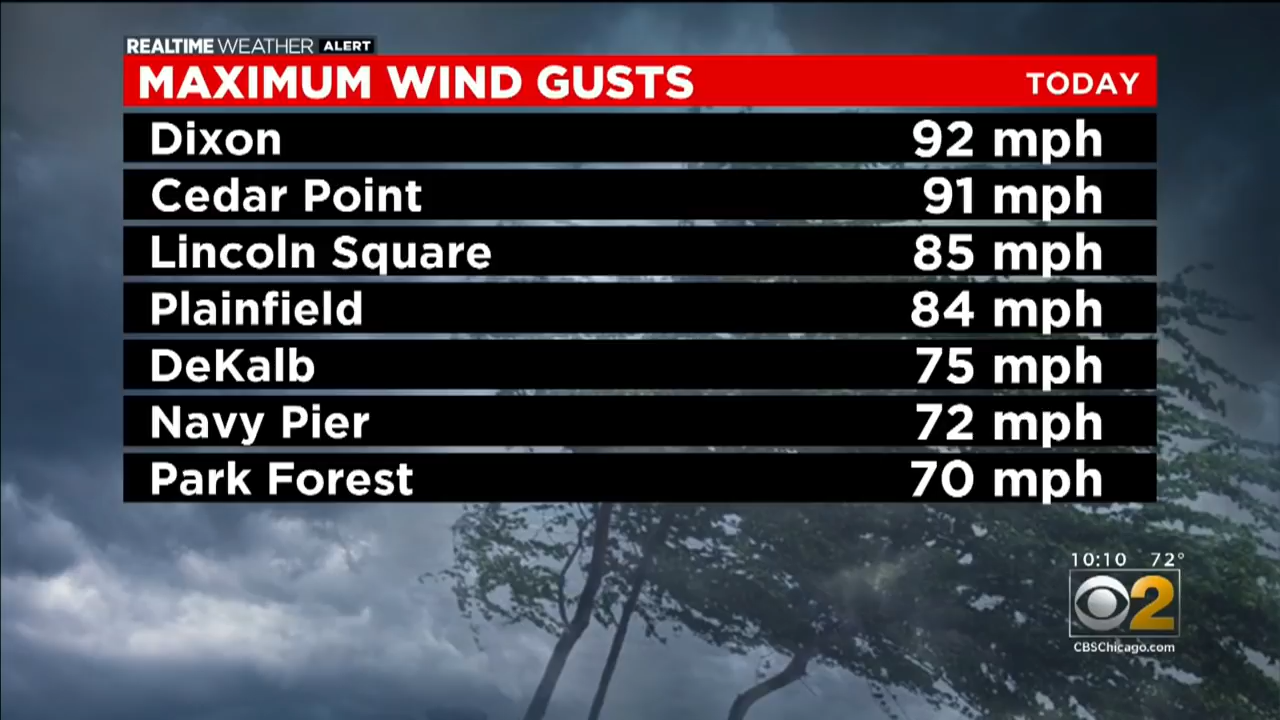 REALTIME WEATHER ALERT
MAXIMUM WIND GUSTS TODAY
Dixon 92 mph
Cedar Point 91 mph
Lincoln Square 85 mph
Plainfield 84 mph
DeKalb 75 mph
Navy Pier 72 mph
Park Forest 70 mph
10:10 72°
2
CBSChicago.com